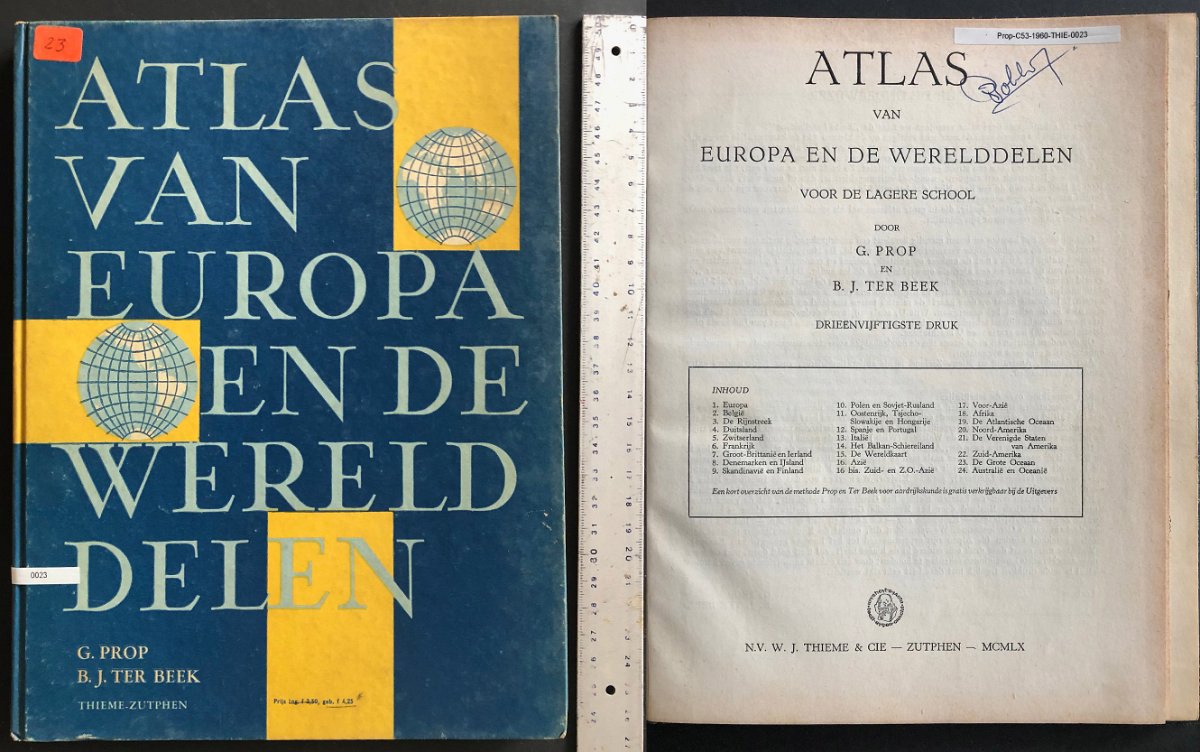 23
ATLAS
VAN
EUROPA
EN DE
WERELD
DELEN
0023
G. PROP
B. J. TER BEEK
THIEME-ZUTPHEN
Prijs ing. f 3,50, geb. f 4,25
Prop-C53-1960-THIE-0023
ATLAS
VAN
EUROPA EN DE WERELDDELEN
VOOR DE LAGERE SCHOOL
DOOR
G. PROP
EN
B. J. TER BEEK
DRIEENVIJFTIGSTE DRUK
INHOUD
1. Europa
2. België
3. De Rijnstreek
4. Duitsland
5. Zwitserland
6. Frankrijk
7. Groot-Brittanië en Ierland
8. Denemarken en IJsland
9. Skandinavië en Finland
10. Polen en Sovjet-Rusland
11. Oostenrijk, Tsjecho-
Slowakije en Hongarije
12. Spanje en Portugal
13. Italië
14. Het Balkan-Schiereiland
15. De Wereldkaart
16. Azië
16 bis. Zuid- en Z.O.-Azië
17. Voor-Azië
18. Afrika
19. De Atlantische Oceaan
20. Noord-Amerika
21. De Verenigde Staten
van Amerika
22. Zuid-Amerika
23. De Grote Oceaan
24. Australië en Oceanië
Een kort overzicht van de methode Prop en Ter Beek voor aardrijkskunde is gratis verkrijgbaar bij de Uitgevers
N.V. W. J. THIEME & CIE — ZUTPHEN — MCMLX